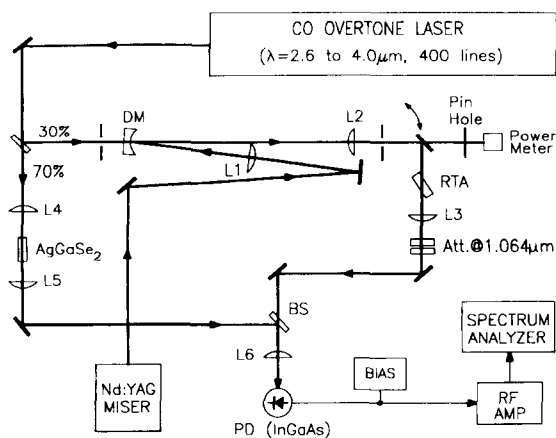 CO OVERTONE LASER
(λ=2.6 to 4.0μm, 400 lines)
DM
L2
Pin
Hole
30%
Power
Meter
L1
70%
RTA
L4
L3
AgGaSe₂
Att.@1.064μm
L5
BS
SPECTRUM
ANALYZER
L6
Nd:YAG
MISER
BIAS
RF
AMP
PD (InGaAs)